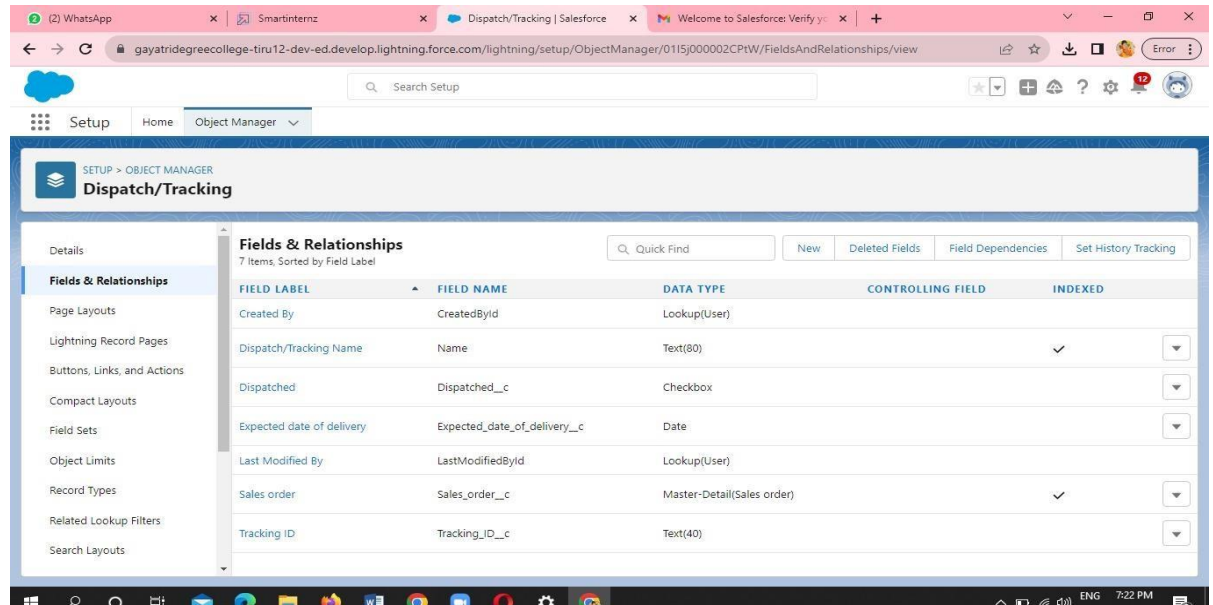 (2) WhatsApp
Smartinternz
Dispatch/Tracking | Salesforce
Welcome to Salesforce: Verify yo
gayatridegreecollege-tiru12-dev-ed.develop.lightning.force.com/lightning/setup/ObjectManager/01I5j000002CPtW/FieldsAndRelationships/view
Error
Search Setup
12
Setup Home Object Manager
SETUP > OBJECT MANAGER
Dispatch/Tracking
Details
Fields & Relationships
Page Layouts
Lightning Record Pages
Buttons, Links, and Actions
Compact Layouts
Field Sets
Object Limits
Record Types
Related Lookup Filters
Search Layouts
Fields & Relationships
7 Items, Sorted by Field Label
Quick Find New Deleted Fields Field Dependencies Set History Tracking
FIELD LABEL FIELD NAME DATA TYPE CONTROLLING FIELD INDEXED
Created By CreatedById Lookup(User)
Dispatch/Tracking Name Name Text(80)
Dispatched Dispatched__c Checkbox
Expected date of delivery Expected_date_of_delivery__c Date
Last Modified By LastModifiedById Lookup(User)
Sales order Sales_order__c Master-Detail(Sales order)
Tracking ID Tracking_ID__c Text(40)
ENG 7:22 PM